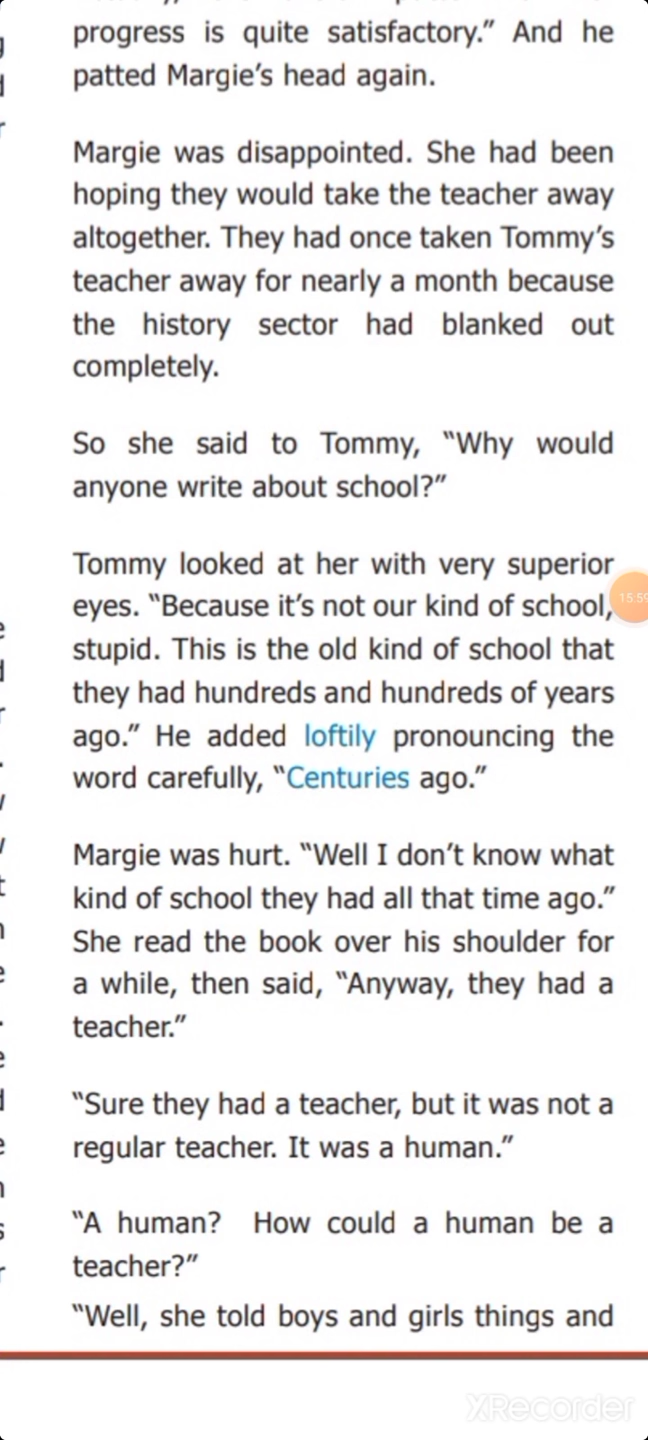 progress is quite satisfactory.” And he
patted Margie’s head again.
Margie was disappointed. She had been
hoping they would take the teacher away
altogether. They had once taken Tommy’s
teacher away for nearly a month because
the history sector had blanked out
completely.
So she said to Tommy, “Why would
anyone write about school?”
Tommy looked at her with very superior
eyes. “Because it’s not our kind of school,
stupid. This is the old kind of school that
they had hundreds and hundreds of years
ago.” He added loftily pronouncing the
word carefully, “Centuries ago.”
Margie was hurt. “Well I don’t know what
kind of school they had all that time ago.”
She read the book over his shoulder for
a while, then said, “Anyway, they had a
teacher.”
“Sure they had a teacher, but it was not a
regular teacher. It was a human.”
“A human? How could a human be a
teacher?”
“Well, she told boys and girls things and
15:59
XRecorder